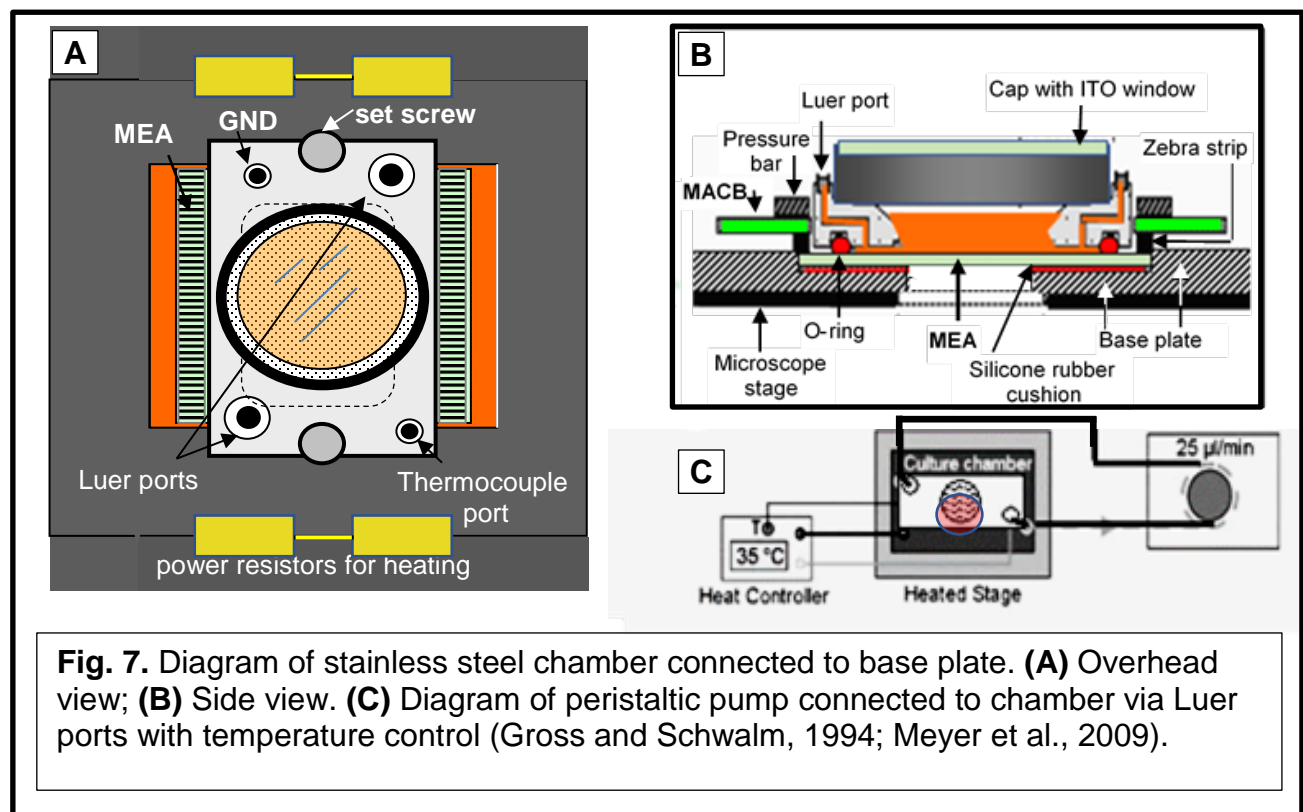 A
MEA
GND
set screw
Luer ports
Thermocouple
port
power resistors for heating
B
Luer port
Cap with ITO window
Pressure
bar
Zebra strip
MACB
O-ring
MEA
Base plate
Microscope
stage
Silicone rubber
cushion
C
Culture chamber
25 µl/min
T
35 ºC
Heat Controller
Heated Stage
Fig. 7. Diagram of stainless steel chamber connected to base plate. (A) Overhead
view; (B) Side view. (C) Diagram of peristaltic pump connected to chamber via Luer
ports with temperature control (Gross and Schwalm, 1994; Meyer et al., 2009).